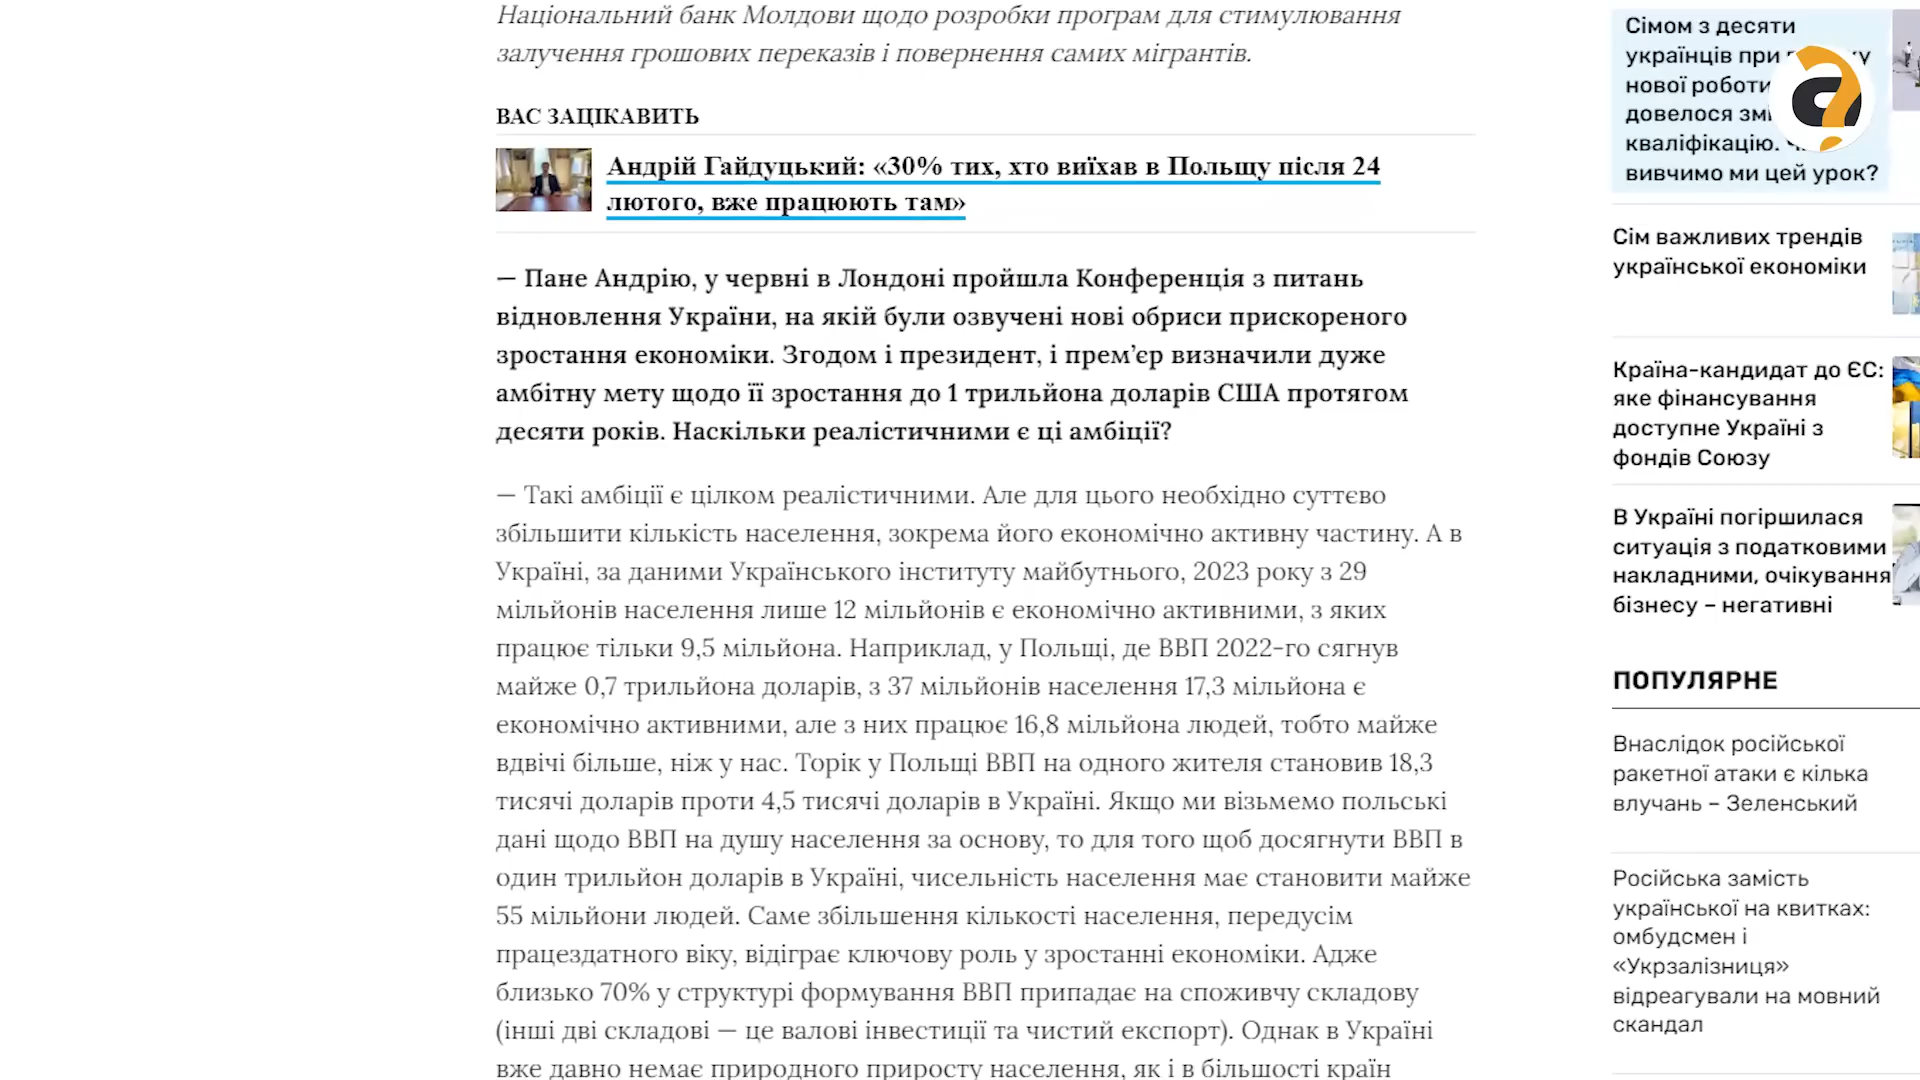 Національний банк Молдови щодо розробки програм для стимулювання
залучення грошових переказів і повернення самих мігрантів.
ВАС ЗАЦІКАВИТЬ
Андрій Гайдуцький: «30% тих, хто виїхав в Польщу після 24
лютого, вже працюють там»
— Пане Андрію, у червні в Лондоні пройшла Конференція з питань
відновлення України, на якій були озвучені нові обриси прискореного
зростання економіки. Згодом і президент, і прем’єр визначили дуже
амбітну мету щодо її зростання до 1 трильйона доларів США протягом
десяти років. Наскільки реалістичними є ці амбіції?
— Такі амбіції є цілком реалістичними. Але для цього необхідно суттєво
збільшити кількість населення, зокрема його економічно активну частину. А в
Україні, за даними Українського інституту майбутнього, 2023 року з 29
мільйонів населення лише 12 мільйонів є економічно активними, з яких
працює тільки 9,5 мільйона. Наприклад, у Польщі, де ВВП 2022-го сягнув
майже 0,7 трильйона доларів, з 37 мільйонів населення 17,3 мільйона є
економічно активними, але з них працює 16,8 мільйона людей, тобто майже
вдвічі більше, ніж у нас. Торік у Польщі ВВП на одного жителя становив 18,3
тисячі доларів проти 4,5 тисячі доларів в Україні. Якщо ми візьмемо польські
дані щодо ВВП на душу населення за основу, то для того щоб досягнути ВВП в
один трильйон доларів в Україні, чисельність населення має становити майже
55 мільйони людей. Саме збільшення кількості населення, передусім
працездатного віку, відіграє ключову роль у зростанні економіки. Адже
близько 70% у структурі формування ВВП припадає на споживчу складову
(інші дві складові — це валові інвестиції та чистий експорт). Однак в Україні
вже давно немає природного приросту населення, як і в більшості країн
Сімом з десяти
українців при
нової роботи
довелося
кваліфікацію.
вивчимо ми цей урок?
Сім важливих трендів
української економіки
Країна-кандидат до ЄС:
яке фінансування
доступне Україні з
фондів Союзу
В Україні погіршилася
ситуація з податковими
накладними, очікування
бізнесу – негативні
ПОПУЛЯРНЕ
Внаслідок російської
ракетної атаки є кілька
влучань – Зеленський
Російська замість
української на квитках:
омбудсмен і
«Укрзалізниця»
відреагували на мовний
скандал